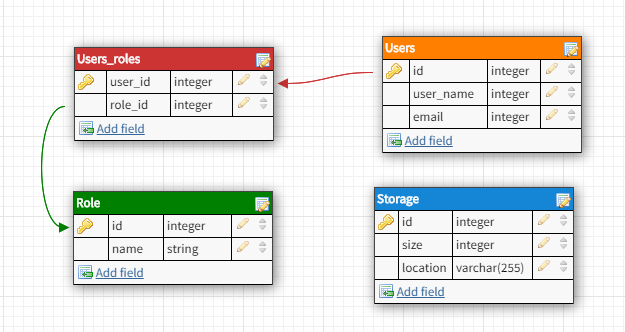 Users_roles
user_id integer
role_id integer
Add field
Users
id integer
user_name integer
email integer
Add field
Role
id integer
name string
Add field
Storage
id integer
size integer
location varchar(255)
Add field